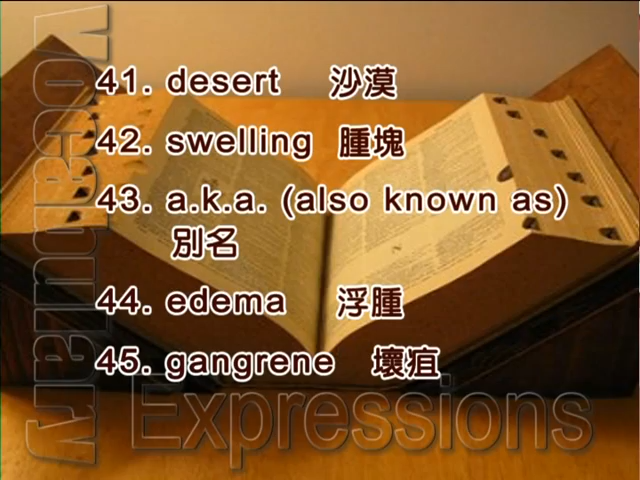 Vocabulary
41. desert 沙漠
42. swelling 腫塊
43. a.k.a. (also known as)
別名
44. edema 浮腫
45. gangrene 壞疽
Expressions